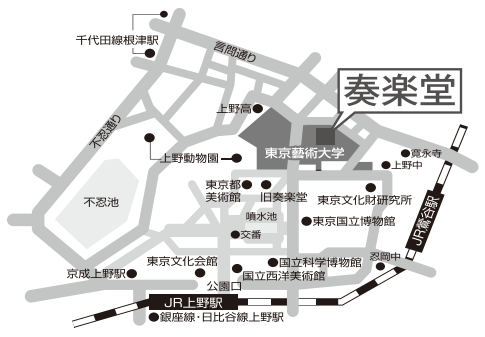 千代田線根津駅
言問通り
奏楽堂
上野高
不忍通り
東京藝術大学
寛永寺
上野中
上野動物園
東京都
美術館
旧奏楽堂
東京文化財研究所
不忍池
噴水池
東京国立博物館
JR鶯谷駅
交番
忍岡中
東京文化会館
国立科学博物館
京成上野駅
国立西洋美術館
公園口
JR上野駅
銀座線・日比谷線上野駅